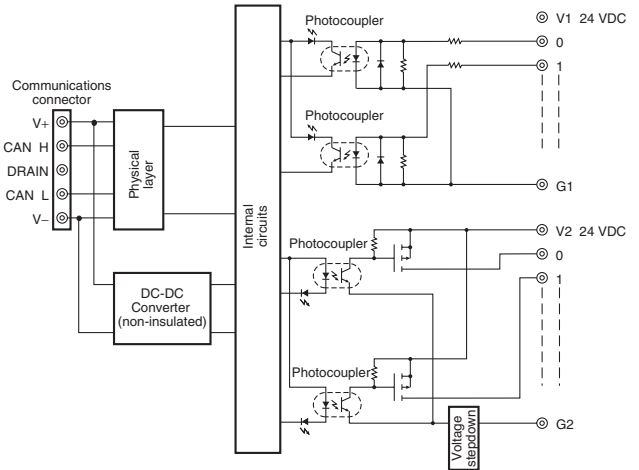 Communications
connector
V+
CAN H
DRAIN
CAN L
V−
Physical
layer
DC-DC
Converter
(non-insulated)
Internal
circuits
Photocoupler
Photocoupler
V1 24 VDC
0
1
G1
Photocoupler
Photocoupler
V2 24 VDC
0
1
G2
Voltage
stepdown